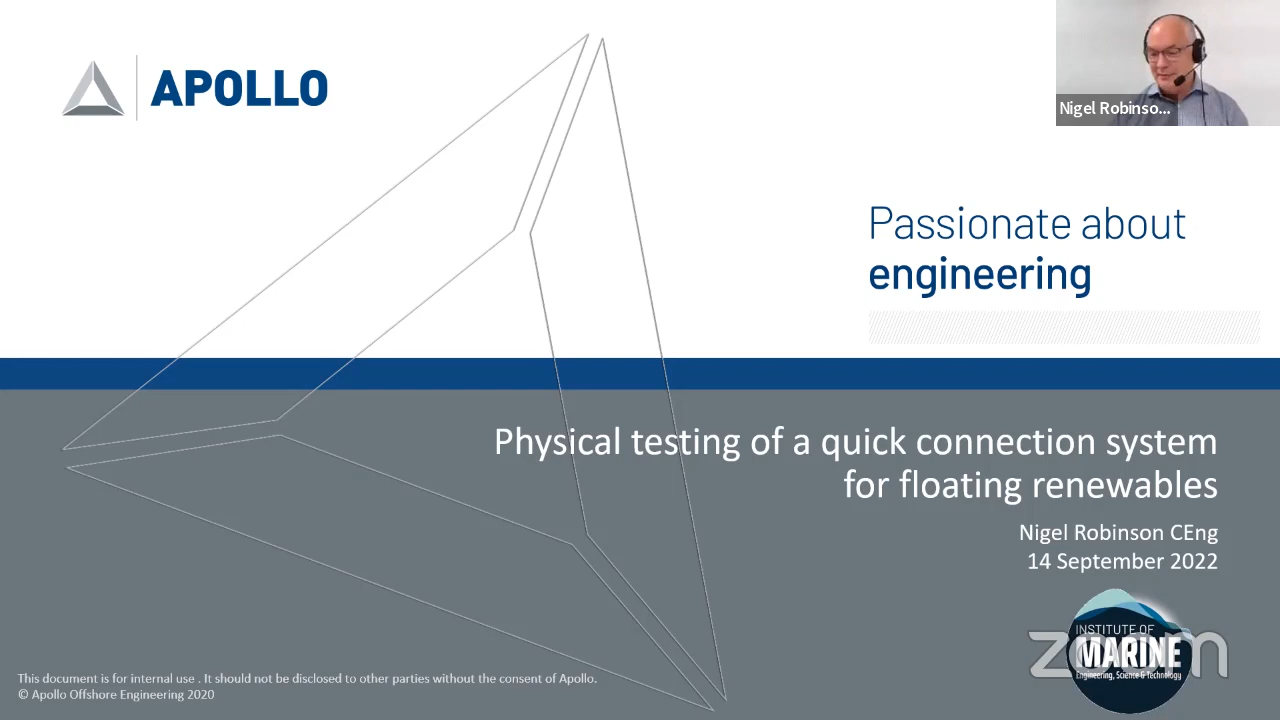 APOLLO
Nigel Robinso...
Passionate about
engineering
Physical testing of a quick connection system
for floating renewables
Nigel Robinson CEng
14 September 2022
INSTITUTE OF
MARINE
Engineering, Science & Technology
zoom
This document is for internal use . It should not be disclosed to other parties without the consent of Apollo.
© Apollo Offshore Engineering 2020